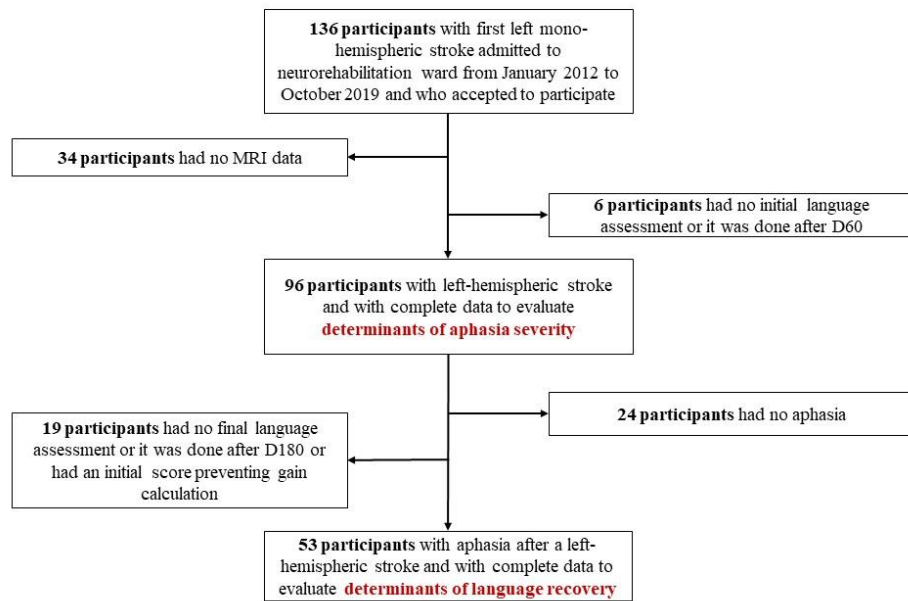 136 participants with first left mono-
hemispheric stroke admitted to
neurorehabilitation ward from January 2012 to
October 2019 and who accepted to participate
34 participants had no MRI data
6 participants had no initial language
assessment or it was done after D60
96 participants with left-hemispheric stroke
and with complete data to evaluate
determinants of aphasia severity
24 participants had no aphasia
19 participants had no final language
assessment or it was done after D180 or
had an initial score preventing gain
calculation
53 participants with aphasia after a left-
hemispheric stroke and with complete data to
evaluate determinants of language recovery